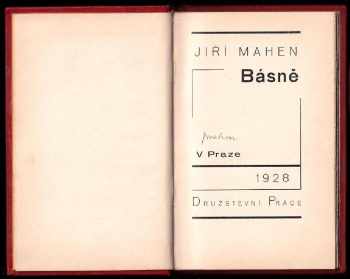 JIŘÍ MAHEN
Básně
V Praze
1928
DRUŽSTEVNÍ PRÁCE